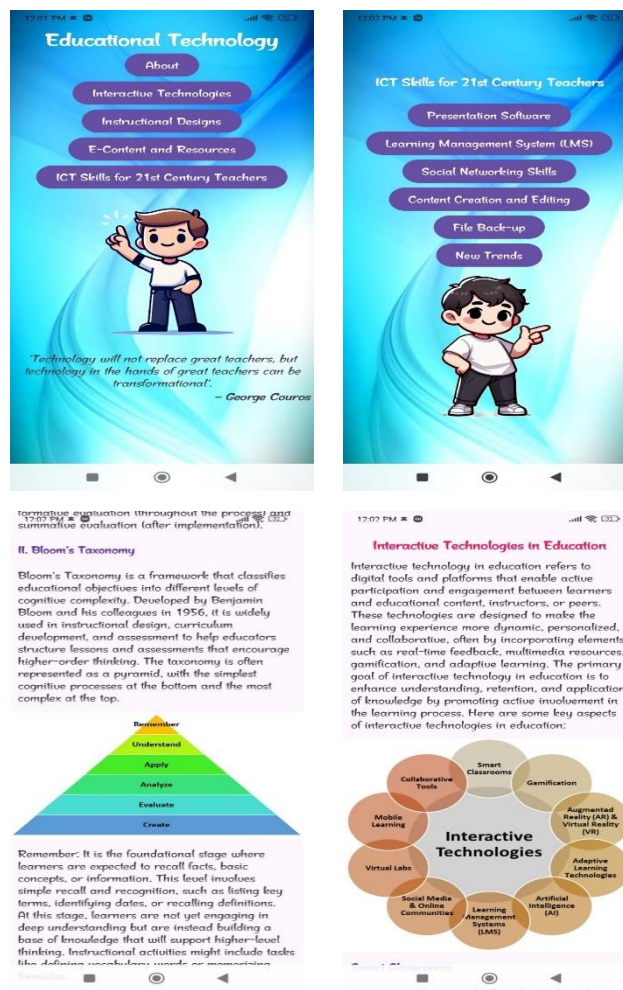 12:01 PM
Educational Technology
About
Interactive Technologies
Instructional Designs
E-Content and Resources
ICT Skills for 21st Century Teachers
'Technology will not replace great teachers, but
technology in the hands of great teachers can be
transformational'.
– George Couros
12:02 PM
ICT Skills for 21st Century Teachers
Presentation Software
Learning Management System (LMS)
Social Networking Skills
Content Creation and Editing
File Back-up
New Trends
formative evaluation (throughout the process) and
12:02 PM
summative evaluation (after implementation).
II. Bloom's Taxonomy
Bloom's Taxonomy is a framework that classifies
educational objectives into different levels of
cognitive complexity. Developed by Benjamin
Bloom and his colleagues in 1956, it is widely
used in instructional design, curriculum
development, and assessment to help educators
structure lessons and assessments that encourage
higher-order thinking. The taxonomy is often
represented as a pyramid, with the simplest
cognitive processes at the bottom and the most
complex at the top.
Remember
Understand
Apply
Analyze
Evaluate
Create
Remember: It is the foundational stage where
learners are expected to recall facts, basic
concepts, or information. This level involves
simple recall and recognition, such as listing key
terms, identifying dates, or recalling definitions.
At this stage, learners are not yet engaging in
deep understanding but are instead building a
base of knowledge that will support higher-level
thinking. Instructional activities might include tasks
like defining vocabulary words or memorizing
formulas.
12:02 PM
Interactive Technologies in Education
Interactive technology in education refers to
digital tools and platforms that enable active
participation and engagement between learners
and educational content, instructors, or peers.
These technologies are designed to make the
learning experience more dynamic, personalized,
and collaborative, often by incorporating elements
such as real-time feedback, multimedia resources,
gamification, and adaptive learning. The primary
goal of interactive technology in education is to
enhance understanding, retention, and application
of knowledge by promoting active involvement in
the learning process. Here are some key aspects
of interactive technologies in education:
Smart
Classrooms
Gamification
Augmented
Reality (AR) &
Virtual Reality
(VR)
Adaptive
Learning
Technologies
Artificial
Intelligence
(AI)
Learning
Management
Systems
(LMS)
Social Media
& Online
Communities
Virtual Labs
Mobile
Learning
Collaborative
Tools
Interactive
Technologies
Smart Classrooms